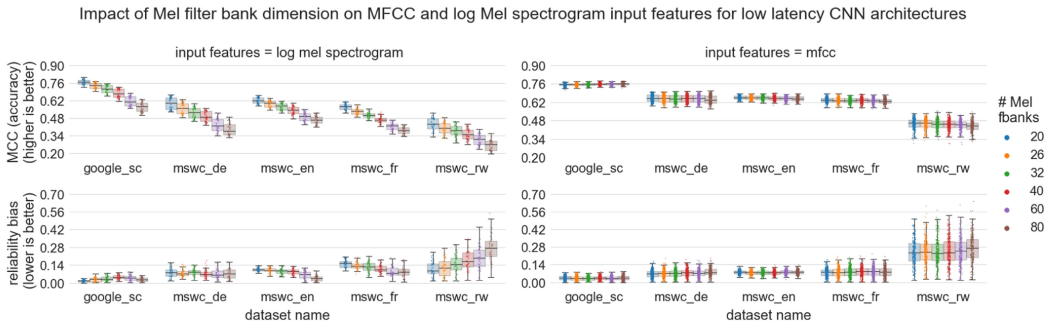 Impact of Mel filter bank dimension on MFCC and log Mel spectrogram input features for low latency CNN architectures
input features = log mel spectrogram
input features = mfcc
MCC (accuracy)
(higher is better)
0.90
0.76
0.62
0.48
0.34
0.20
google_sc mswc_de mswc_en mswc_fr mswc_rw
0.90
0.76
0.62
0.48
0.34
0.20
google_sc mswc_de mswc_en mswc_fr mswc_rw
reliability bias
(lower is better)
0.70
0.56
0.42
0.28
0.14
0.00
google_sc mswc_de mswc_en mswc_fr mswc_rw
dataset name
0.70
0.56
0.42
0.28
0.14
0.00
google_sc mswc_de mswc_en mswc_fr mswc_rw
dataset name
# Mel
fbanks
20
26
32
40
60
80